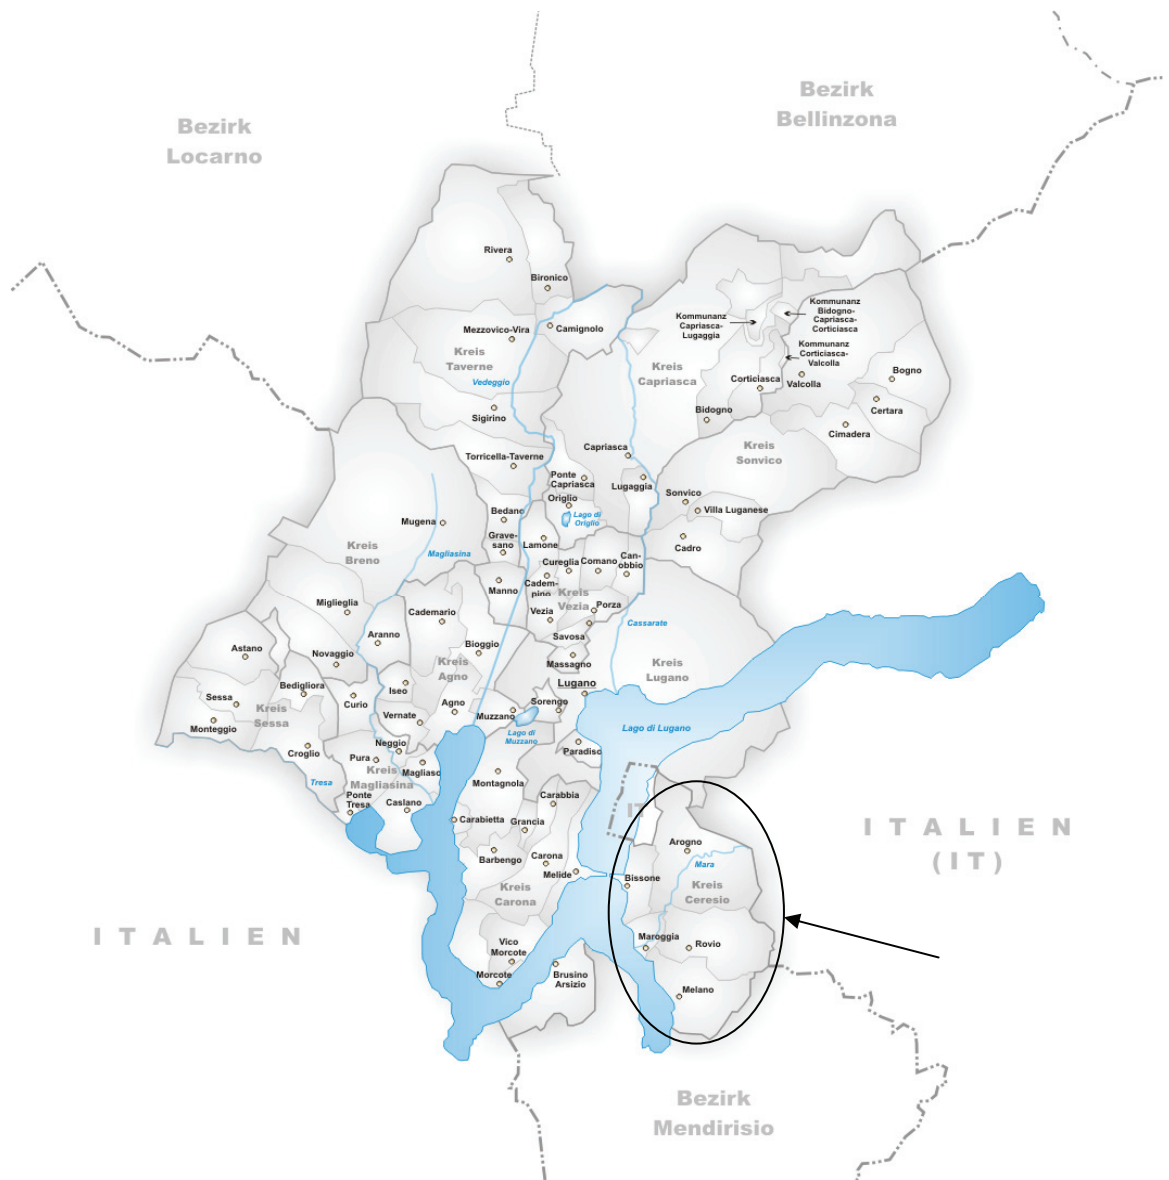 Bezirk
Bellinzona
Bezirk
Locarno
Rivera
Bironico
Kommunanz
Bidogno-
Capriasca-
Corticiasca
Kommunanz
Capriasca-
Lugaggia
Mezzovico-Vira
Camignolo
Kommunanz
Corticiasca-
Valcolla
Kreis
Taverne
Kreis
Capriasca
Vedeggio
Corticiasca
Valcolla
Bogno
Sigirino
Bidogno
Certara
Cimadera
Capriasca
Kreis
Sonvico
Torricella-Taverne
Ponte
Capriasca
Lugaggia
Origlio
Sonvico
Villa Luganese
Bedano
Lago di
Origlio
Mugena
Grave-
sano
Lamone
Cadro
Kreis
Breno
Magliasina
Cureglia
Comano
Can-
obbio
Manno
Cadem-
pino
Kreis
Vezia
Miglieglia
Cademario
Vezia
Porza
Cassarate
Aranno
Savosa
Astano
Novaggio
Bioggio
Massagno
Kreis
Agno
Kreis
Lugano
Bedigliora
Iseo
Lugano
Sessa
Curio
Agno
Sorengo
Kreis
Sessa
Vernate
Muzzano
Monteggio
Lago di
Muzzano
Lago di Lugano
Croglio
Neggio
Paradiso
Pura
Magliaso
Kreis
Magliasina
Tresa
Montagnola
Ponte
Tresa
Caslano
Carabbia
IT
Carabietta
Grancia
ITALIEN
(IT)
Arogno
Barbengo
Carona
Mara
Melide
Bissone
Kreis
Carona
Kreis
Ceresio
ITALIEN
Vico
Morcote
Maroggia
Rovio
Morcote
Brusino
Arsizio
Melano
Bezirk
Mendrisio